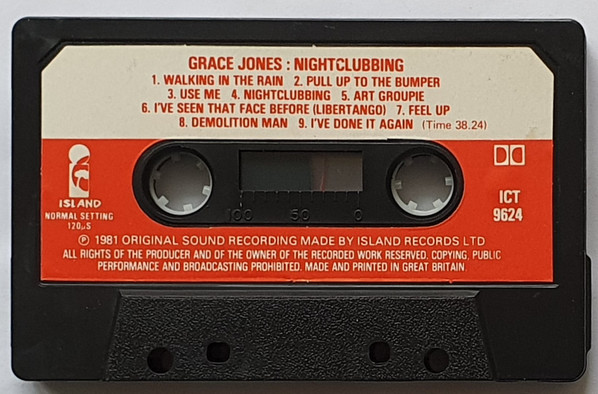 GRACE JONES : NIGHTCLUBBING
1. WALKING IN THE RAIN 2. PULL UP TO THE BUMPER
3. USE ME 4. NIGHTCLUBBING 5. ART GROUPIE
6. I'VE SEEN THAT FACE BEFORE (LIBERTANGO) 7. FEEL UP
8. DEMOLITION MAN 9. I'VE DONE IT AGAIN (Time 38.24)
ISLAND
NORMAL SETTING
120µS
100 50 0
ICT
9624
Ⓟ 1981 ORIGINAL SOUND RECORDING MADE BY ISLAND RECORDS LTD
ALL RIGHTS OF THE PRODUCER AND OF THE OWNER OF THE RECORDED WORK RESERVED. COPYING, PUBLIC
PERFORMANCE AND BROADCASTING PROHIBITED. MADE AND PRINTED IN GREAT BRITAIN